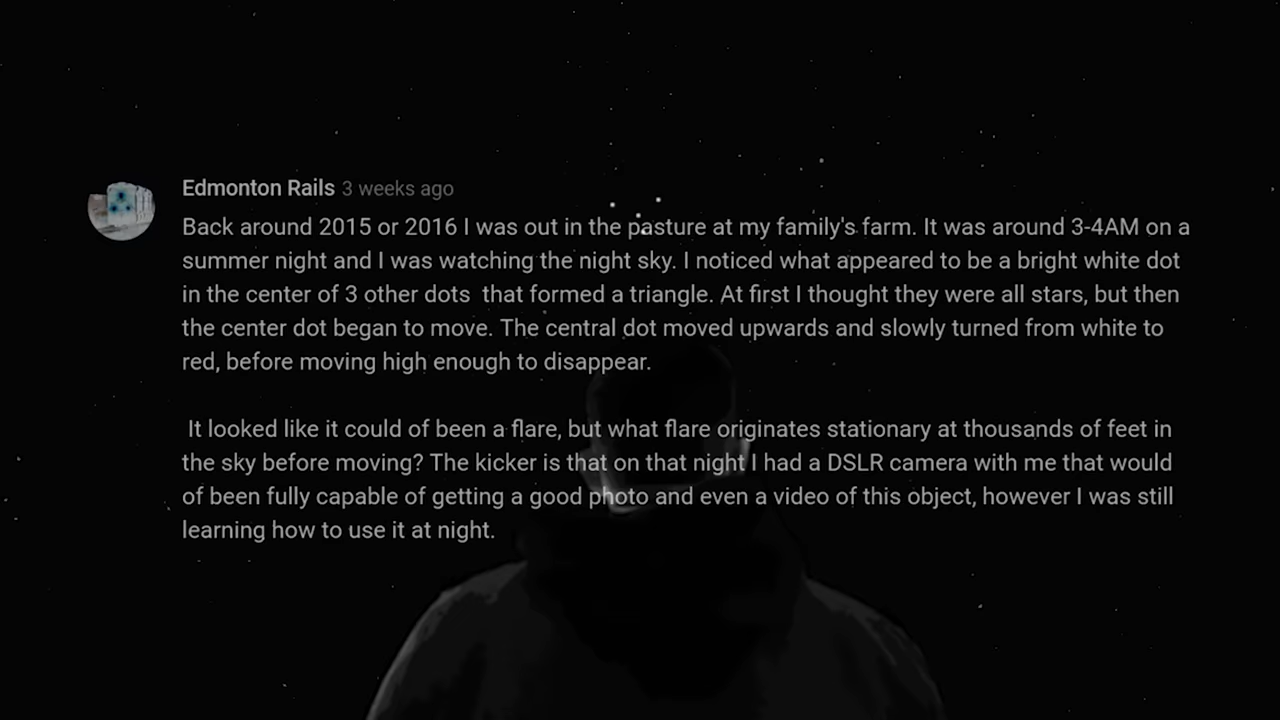 Edmonton Rails 3 weeks ago
Back around 2015 or 2016 I was out in the pasture at my family's farm. It was around 3-4AM on a
summer night and I was watching the night sky. I noticed what appeared to be a bright white dot
in the center of 3 other dots  that formed a triangle. At first I thought they were all stars, but then
the center dot began to move. The central dot moved upwards and slowly turned from white to
red, before moving high enough to disappear.
It looked like it could of been a flare, but what flare originates stationary at thousands of feet in
the sky before moving? The kicker is that on that night I had a DSLR camera with me that would
of been fully capable of getting a good photo and even a video of this object, however I was still
learning how to use it at night.